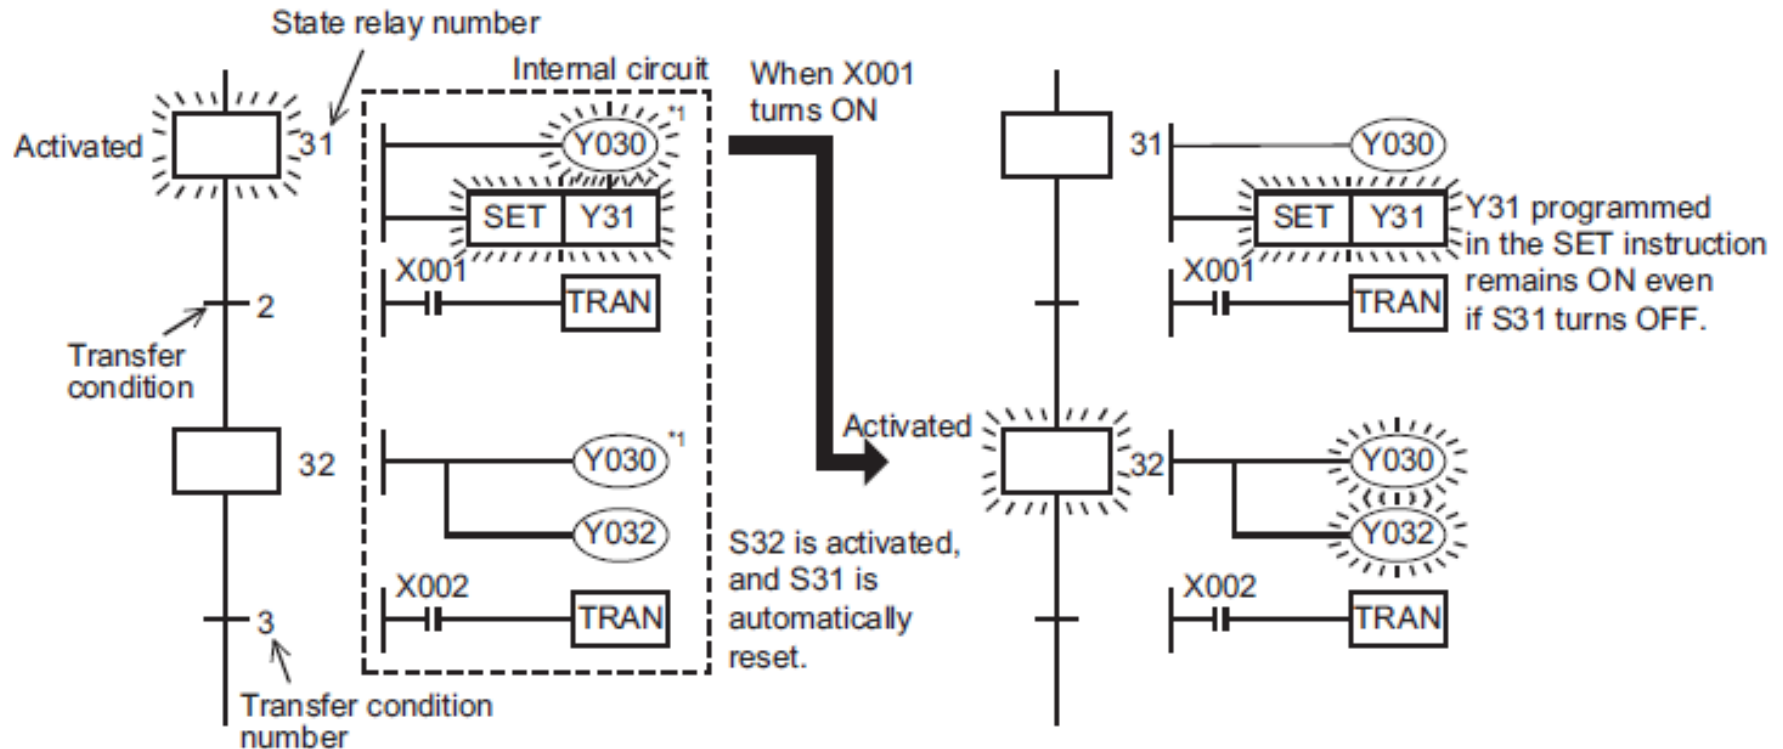 State relay number
Internal circuit
When X001
turns ON
Activated
31
Y030
*1
SET Y31
X001
TRAN
2
Transfer
condition
32
Y030
*1
Y032
X002
TRAN
3
Transfer condition
number
S32 is activated,
and S31 is
automatically
reset.
31
Y030
SET Y31
Y31 programmed
in the SET instruction
remains ON even
if S31 turns OFF.
X001
TRAN
Activated
32
Y030
Y032
X002
TRAN